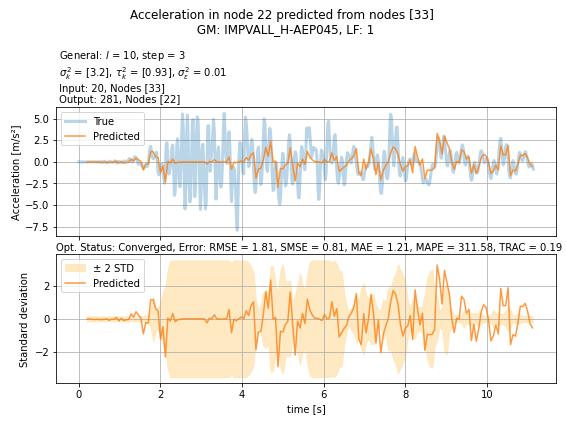 Acceleration in node 22 predicted from nodes [33]
GM: IMPVALL_H-AEP045, LF: 1
General: l = 10, step = 3
σ²_k = [3.2], τ²_k = [0.93], σ²_ε = 0.01
Input: 20, Nodes [33]
Output: 281, Nodes [22]
True
Predicted
Acceleration [m/s²]
5.0
2.5
0.0
−2.5
−5.0
−7.5
Opt. Status: Converged, Error: RMSE = 1.81, SMSE = 0.81, MAE = 1.21, MAPE = 311.58, TRAC = 0.19
± 2 STD
Predicted
Standard deviation
2
0
−2
0 2 4 6 8 10
time [s]